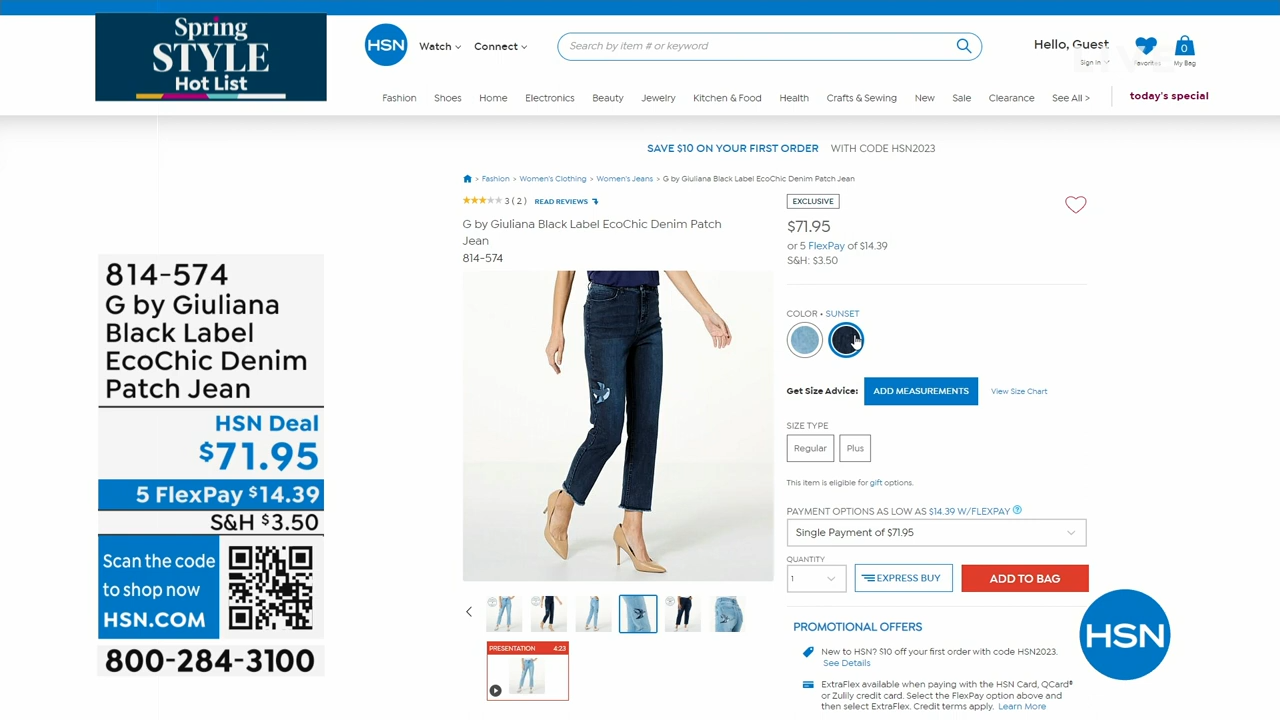 Spring
STYLE
Hot List
HSN
Watch
Connect
Search by item # or keyword
Hello, Guest
Sign In
Favorites
0
My Bag
Fashion
Shoes
Home
Electronics
Beauty
Jewelry
Kitchen & Food
Health
Crafts & Sewing
New
Sale
Clearance
See All >
today's special
SAVE $10 ON YOUR FIRST ORDER WITH CODE HSN2023
> Fashion > Women's Clothing > Women's Jeans > G by Giuliana Black Label EcoChic Denim Patch Jean
3 ( 2 ) READ REVIEWS
G by Giuliana Black Label EcoChic Denim Patch
Jean
814-574
EXCLUSIVE
$71.95
or 5 FlexPay of $14.39
S&H: $3.50
COLOR • SUNSET
Get Size Advice: ADD MEASUREMENTS View Size Chart
SIZE TYPE
Regular
Plus
This item is eligible for gift options.
PAYMENT OPTIONS AS LOW AS $14.39 W/FLEXPAY ?
Single Payment of $71.95
QUANTITY
1
EXPRESS BUY
ADD TO BAG
PROMOTIONAL OFFERS
New to HSN? $10 off your first order with code HSN2023.
See Details
ExtraFlex available when paying with the HSN Card, QCard®
or Zulily credit card. Select the FlexPay option above and
then select ExtraFlex. Credit terms apply. Learn More
PRESENTATION 4:23
814-574
G by Giuliana
Black Label
EcoChic Denim
Patch Jean
HSN Deal
$71.95
5 FlexPay $14.39
S&H $3.50
Scan the code
to shop now
HSN.COM
800-284-3100
HSN